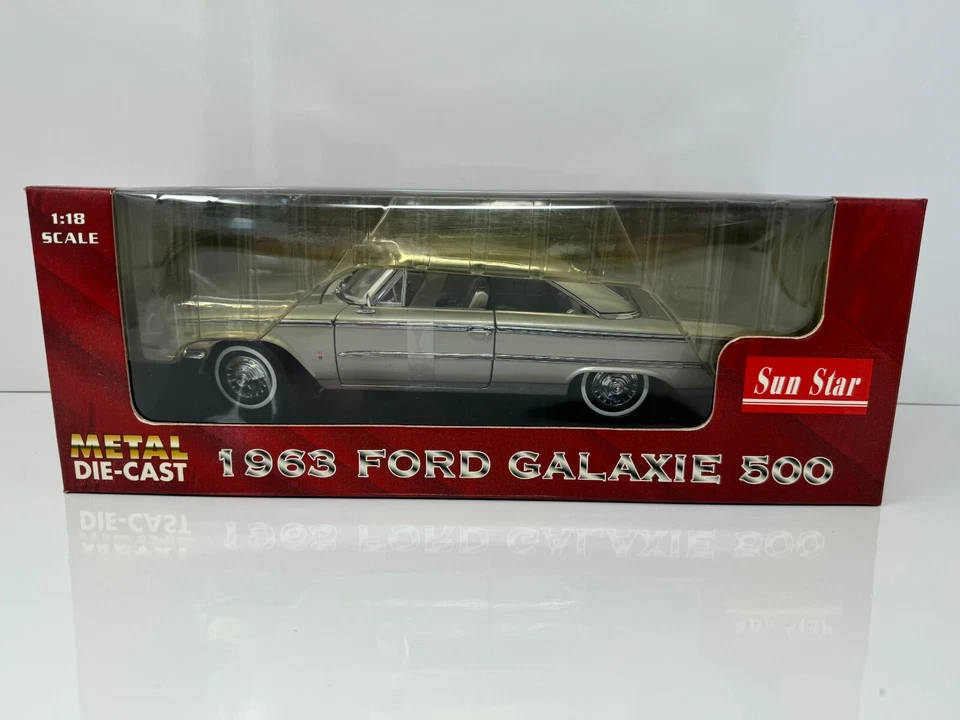 1:18
SCALE
Sun Star
METAL
DIE-CAST
1963 FORD GALAXIE 500